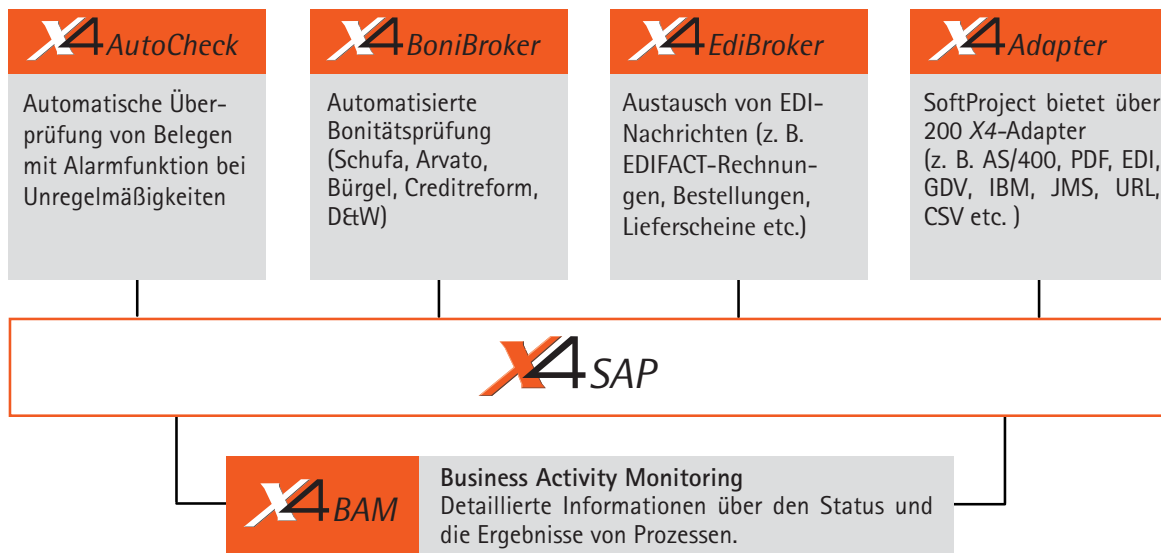 X4 AutoCheck
Automatische Über-
prüfung von Belegen
mit Alarmfunktion bei
Unregelmäßigkeiten
X4 BoniBroker
Automatisierte
Bonitätsprüfung
(Schufa, Arvato,
Bürgel, Creditreform,
D&W)
X4 EdiBroker
Austausch von EDI-
Nachrichten (z. B.
EDIFACT-Rechnun-
gen, Bestellungen,
Lieferscheine etc.)
X4 Adapter
SoftProject bietet über
200 X4-Adapter
(z. B. AS/400, PDF, EDI,
GDV, IBM, JMS, URL,
CSV etc. )
X4 SAP
X4 BAM
Business Activity Monitoring
Detaillierte Informationen über den Status und
die Ergebnisse von Prozessen.